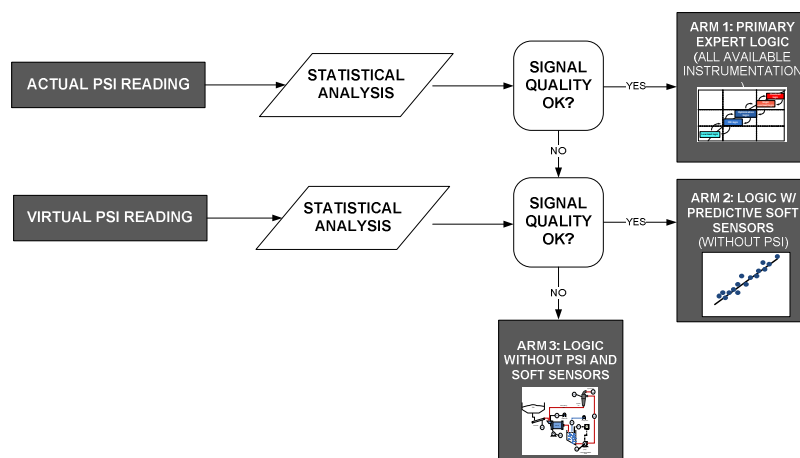 ACTUAL PSI READING
STATISTICAL
ANALYSIS
SIGNAL
QUALITY
OK?
YES
ARM 1: PRIMARY
EXPERT LOGIC
(ALL AVAILABLE
INSTRUMENTATION
)
NO
VIRTUAL PSI READING
STATISTICAL
ANALYSIS
SIGNAL
QUALITY
OK?
YES
ARM 2: LOGIC W/
PREDICTIVE SOFT
SENSORS
(WITHOUT PSI)
NO
ARM 3: LOGIC
WITHOUT PSI AND
SOFT SENSORS